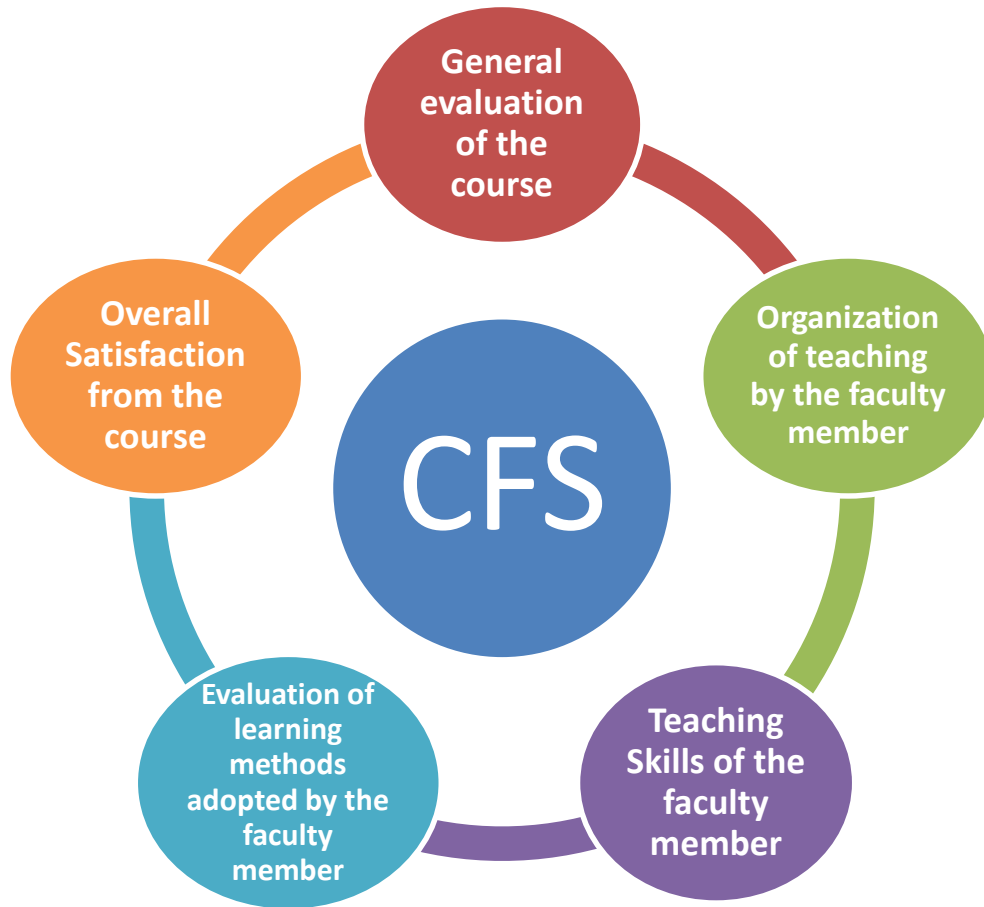 General
evaluation
of the
course
Organization
of teaching
by the faculty
member
Teaching
Skills of the
faculty
member
Evaluation of
learning
methods
adopted by the
faculty
member
Overall
Satisfaction
from the
course
CFS